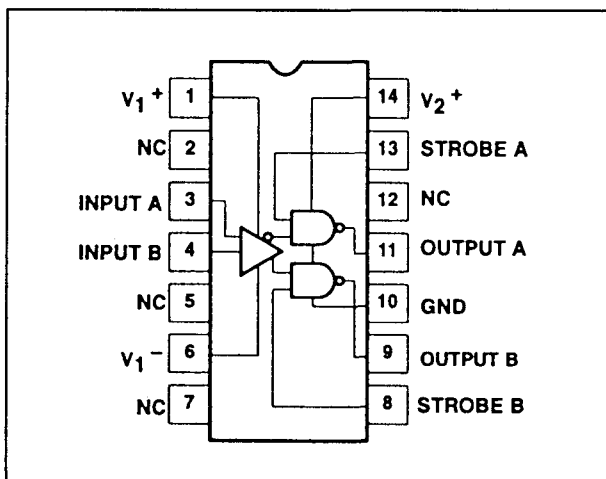 V1+ 1
NC 2
INPUT A 3
INPUT B 4
NC 5
V1− 6
NC 7
14 V2+
13 STROBE A
12 NC
11 OUTPUT A
10 GND
9 OUTPUT B
8 STROBE B